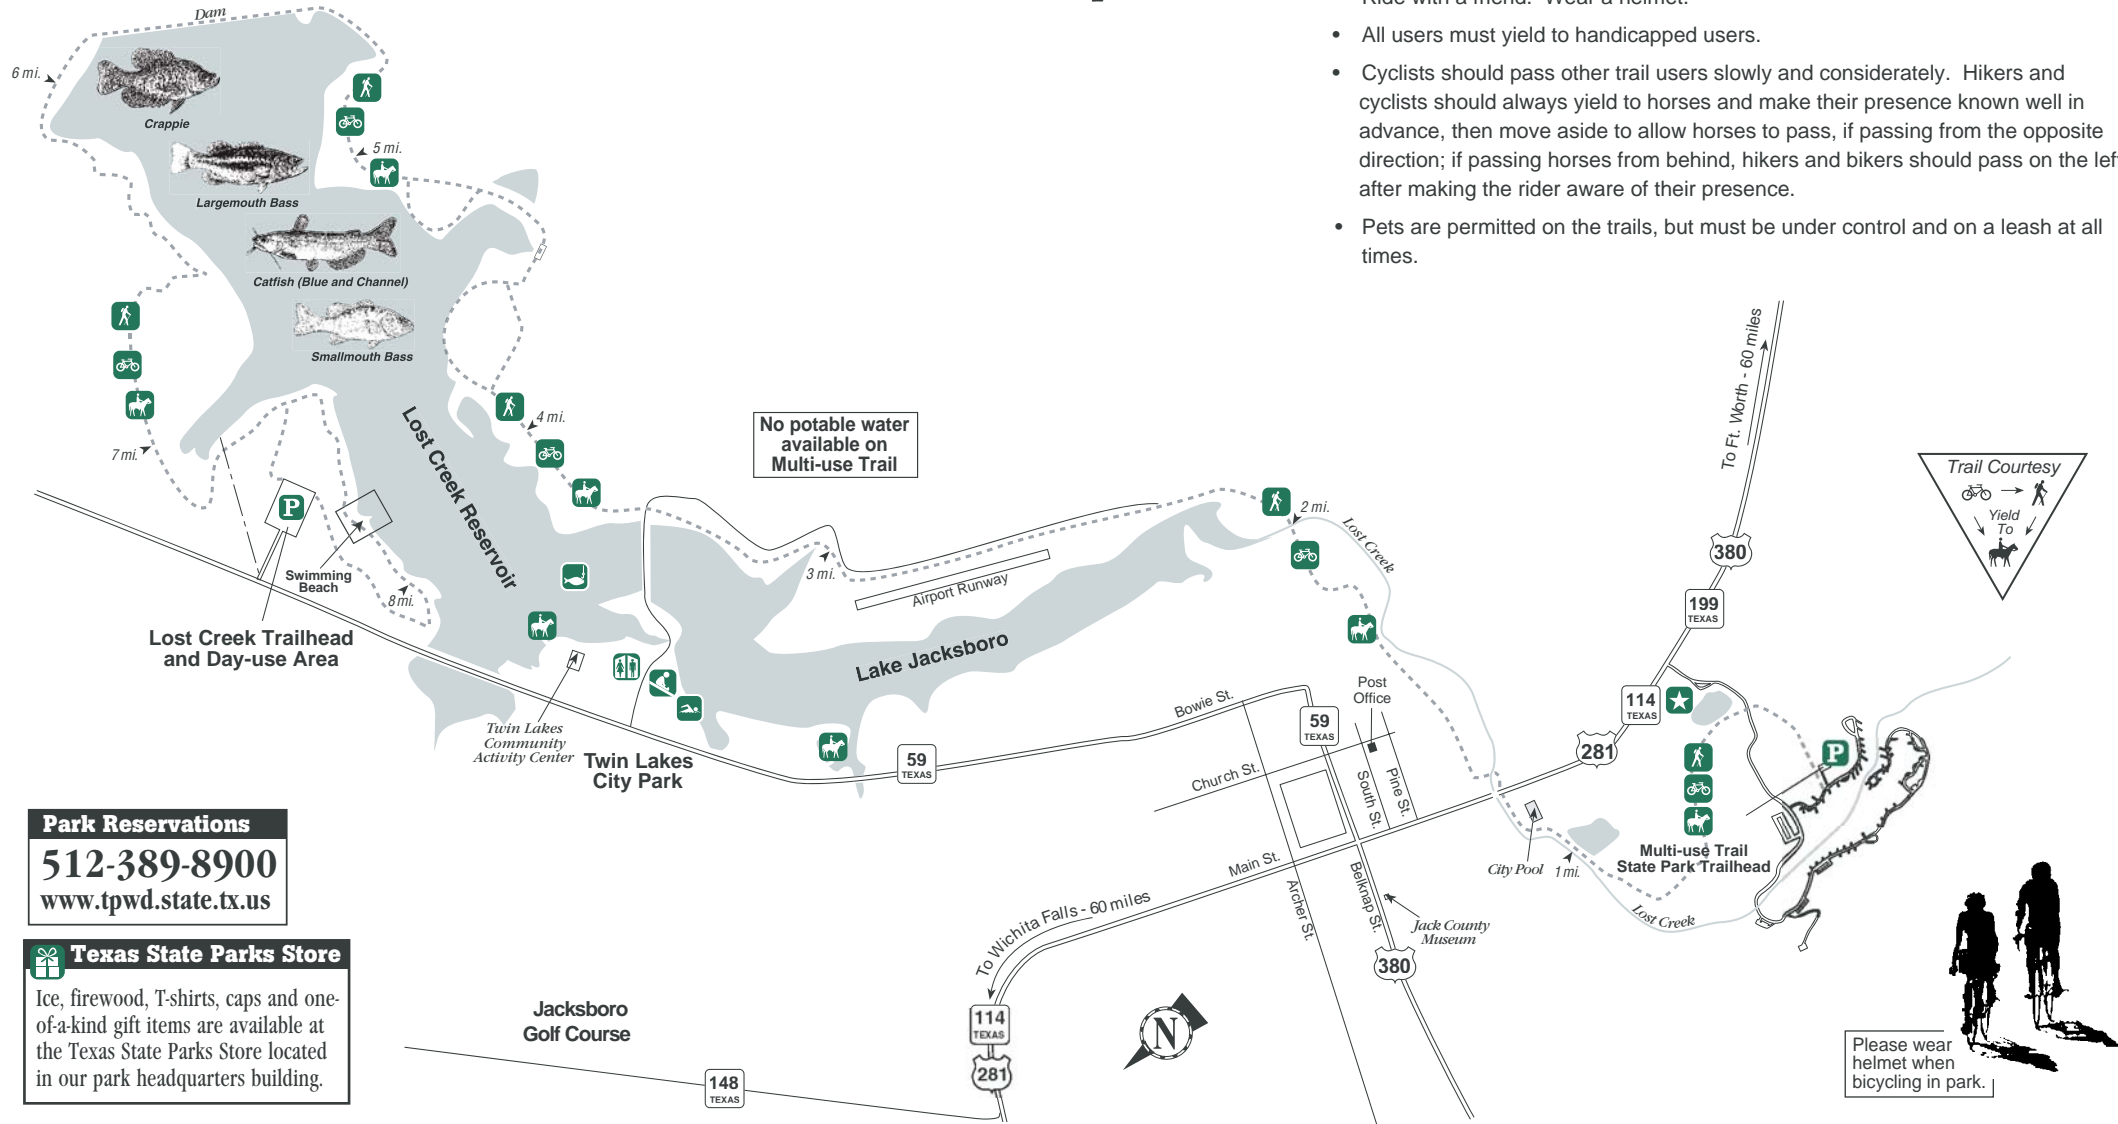 Ride with a friend. Wear a helmet.
• All users must yield to handicapped users.
• Cyclists should pass other trail users slowly and considerately. Hikers and
cyclists should always yield to horses and make their presence known well in
advance, then move aside to allow horses to pass, if passing from the opposite
direction; if passing horses from behind, hikers and bikers should pass on the left
after making the rider aware of their presence.
• Pets are permitted on the trails, but must be under control and on a leash at all
times.
Dam
6 mi.
Crappie
5 mi.
Largemouth Bass
Catfish (Blue and Channel)
Smallmouth Bass
4 mi.
7 mi.
Lost Creek Reservoir
No potable water
available on
Multi-use Trail
P
Swimming
Beach
8 mi.
3 mi.
Airport Runway
2 mi.
Lost Creek
Lake Jacksboro
Lost Creek Trailhead
and Day-use Area
Twin Lakes
Community
Activity Center
Twin Lakes
City Park
59
TEXAS
Bowie St.
59
TEXAS
Post
Office
Church St.
South St.
Pine St.
Main St.
Archer St.
Belknap St.
Jack County
Museum
380
To Wichita Falls - 60 miles
114
TEXAS
281
To Ft. Worth - 60 miles
380
199
TEXAS
114
TEXAS
281
Trail Courtesy
Yield
To
P
Multi-use Trail
State Park Trailhead
City Pool
1 mi.
Lost Creek
Park Reservations
512-389-8900
www.tpwd.state.tx.us
Texas State Parks Store
Ice, firewood, T-shirts, caps and one-
of-a-kind gift items are available at
the Texas State Parks Store located
in our park headquarters building.
Jacksboro
Golf Course
148
TEXAS
N
Please wear
helmet when
bicycling in park.